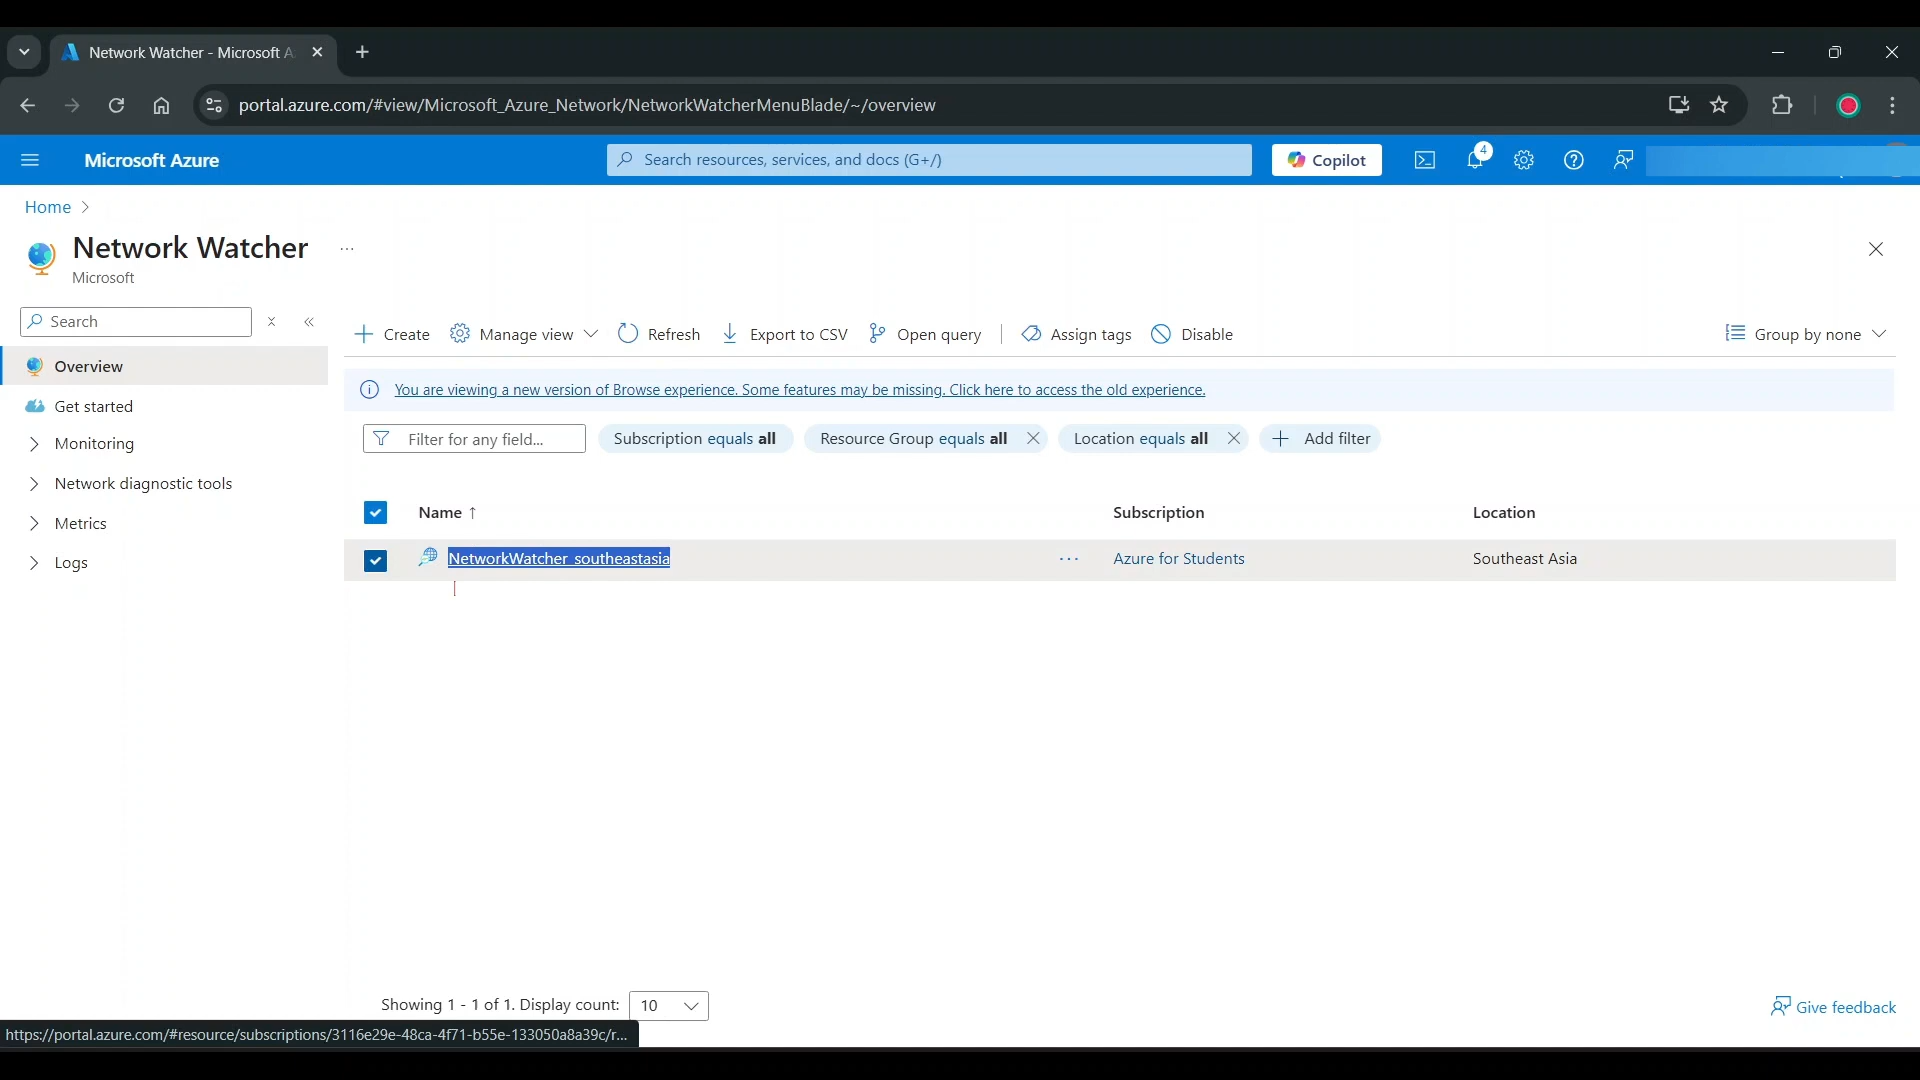 Network Watcher - Microsoft A
portal.azure.com/#view/Microsoft_Azure_Network/NetworkWatcherMenuBlade/~/overview
Microsoft Azure
Search resources, services, and docs (G+/)
Copilot
4
Home >
Network Watcher
...
Microsoft
Search
Create
Manage view
Refresh
Export to CSV
Open query
Assign tags
Disable
Group by none
Overview
Get started
Monitoring
Network diagnostic tools
Metrics
Logs
You are viewing a new version of Browse experience. Some features may be missing. Click here to access the old experience.
Filter for any field...
Subscription equals all
Resource Group equals all
Location equals all
Add filter
Name ↑
Subscription
Location
NetworkWatcher_southeastasia
...
Azure for Students
Southeast Asia
Showing 1 - 1 of 1. Display count:
10
Give feedback
https://portal.azure.com/#resource/subscriptions/3116e29e-48ca-4f71-b55e-133050a8a39c/r...